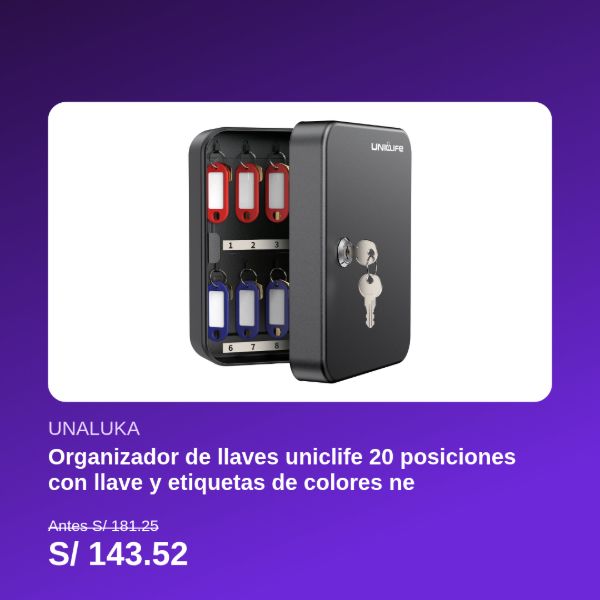 UNICLIFE
1 2 3
6 7 8
UNALUKA
Organizador de llaves uniclife 20 posiciones
con llave y etiquetas de colores ne
Antes S/ 181.25
S/ 143.52